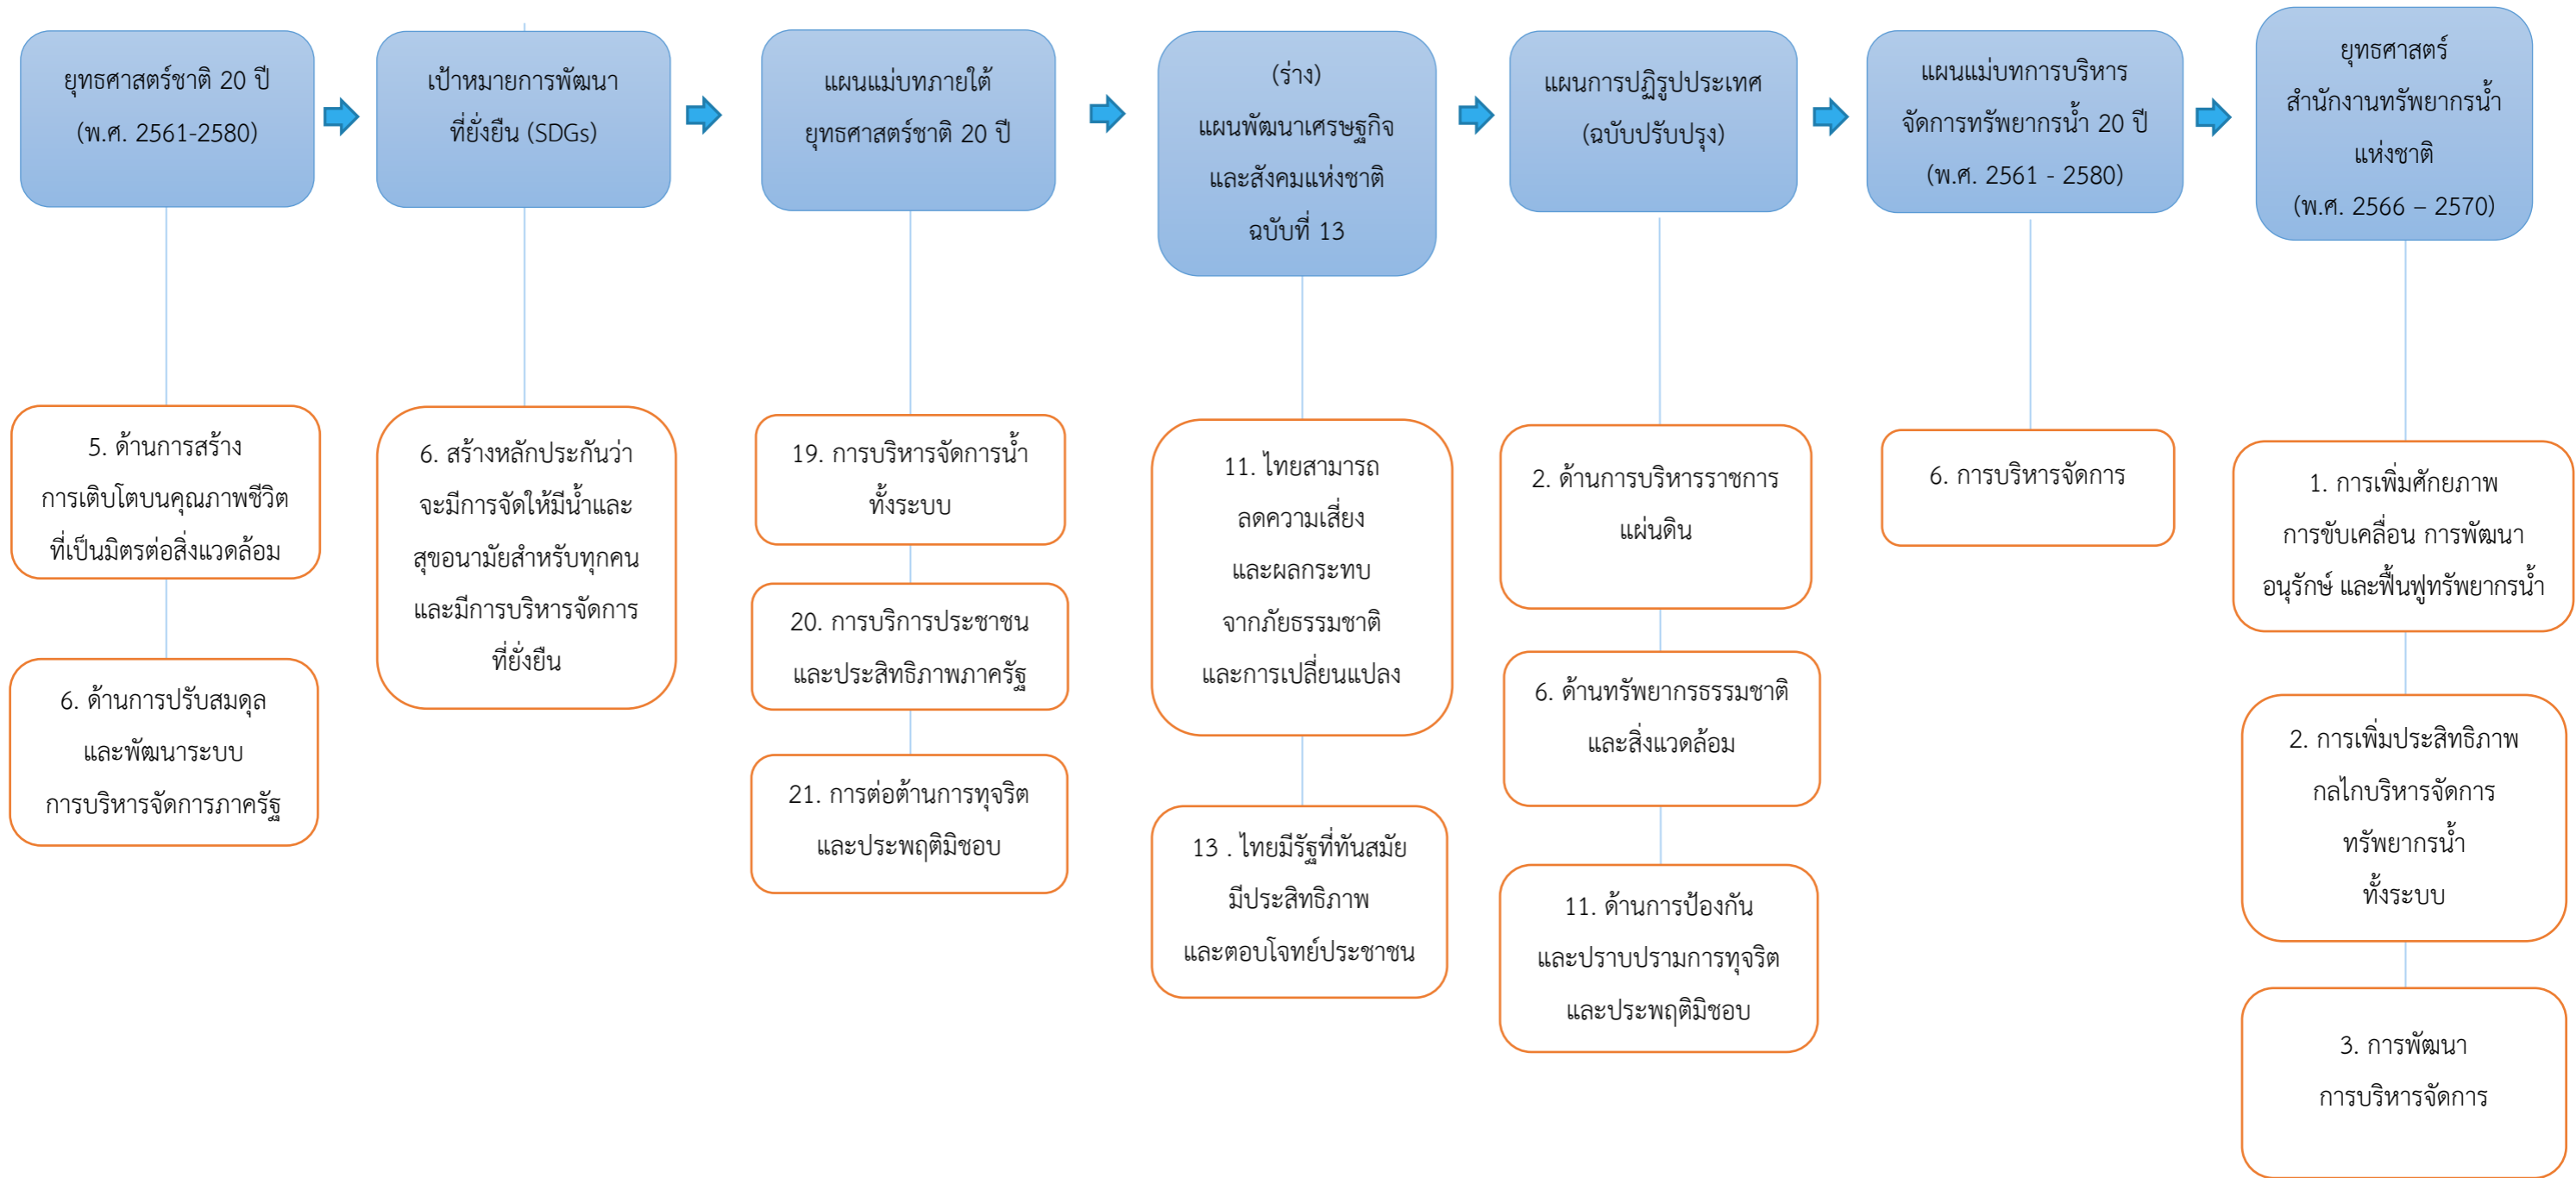 ยุทธศาสตร์ชาติ 20 ปี
(พ.ศ. 2561-2580)
เป้าหมายการพัฒนา
ที่ยั่งยืน (SDGs)
แผนแม่บทภายใต้
ยุทธศาสตร์ชาติ 20 ปี
(ร่าง)
แผนพัฒนาเศรษฐกิจ
และสังคมแห่งชาติ
ฉบับที่ 13
แผนการปฏิรูปประเทศ
(ฉบับปรับปรุง)
แผนแม่บทการบริหาร
จัดการทรัพยากรน้ำ 20 ปี
(พ.ศ. 2561 - 2580)
ยุทธศาสตร์
สำนักงานทรัพยากรน้ำ
แห่งชาติ
(พ.ศ. 2566 – 2570)
5. ด้านการสร้าง
การเติบโตบนคุณภาพชีวิต
ที่เป็นมิตรต่อสิ่งแวดล้อม
6. ด้านการปรับสมดุล
และพัฒนาระบบ
การบริหารจัดการภาครัฐ
6. สร้างหลักประกันว่า
จะมีการจัดให้มีน้ำและ
สุขอนามัยสำหรับทุกคน
และมีการบริหารจัดการ
ที่ยั่งยืน
19. การบริหารจัดการน้ำ
ทั้งระบบ
20. การบริการประชาชน
และประสิทธิภาพภาครัฐ
21. การต่อต้านการทุจริต
และประพฤติมิชอบ
11. ไทยสามารถ
ลดความเสี่ยง
และผลกระทบ
จากภัยธรรมชาติ
และการเปลี่ยนแปลง
13 . ไทยมีรัฐที่ทันสมัย
มีประสิทธิภาพ
และตอบโจทย์ประชาชน
2. ด้านการบริหารราชการ
แผ่นดิน
6. ด้านทรัพยากรธรรมชาติ
และสิ่งแวดล้อม
11. ด้านการป้องกัน
และปราบปรามการทุจริต
และประพฤติมิชอบ
6. การบริหารจัดการ
1. การเพิ่มศักยภาพ
การขับเคลื่อน การพัฒนา
อนุรักษ์ และฟื้นฟูทรัพยากรน้ำ
2. การเพิ่มประสิทธิภาพ
กลไกบริหารจัดการ
ทรัพยากรน้ำ
ทั้งระบบ
3. การพัฒนา
การบริหารจัดการ